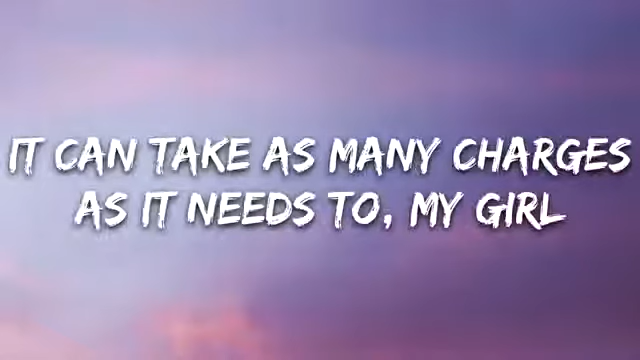 IT CAN TAKE AS MANY CHARGES
AS IT NEEDS TO, MY GIRL